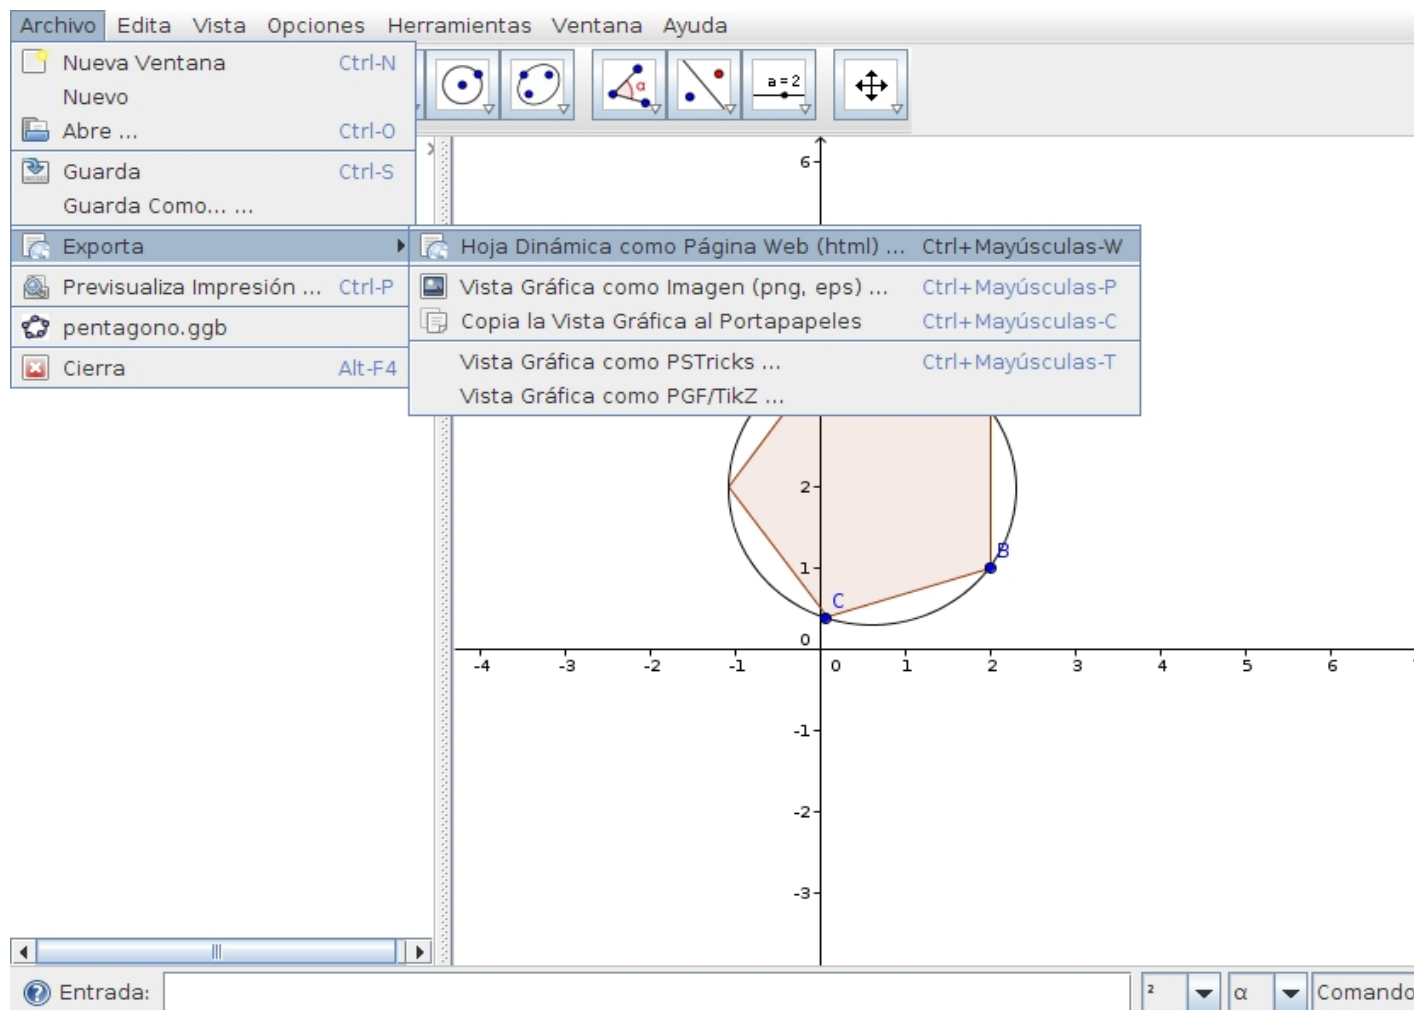 Archivo Edita Vista Opciones Herramientas Ventana Ayuda
Nueva Ventana Ctrl-N
Nuevo
Abre ... Ctrl-O
Guarda Ctrl-S
Guarda Como... ...
Exporta
Previsualiza Impresión ... Ctrl-P
pentagono.ggb
Cierra Alt-F4
Hoja Dinámica como Página Web (html) ... Ctrl+Mayúsculas-W
Vista Gráfica como Imagen (png, eps) ... Ctrl+Mayúsculas-P
Copia la Vista Gráfica al Portapapeles Ctrl+Mayúsculas-C
Vista Gráfica como PSTricks ... Ctrl+Mayúsculas-T
Vista Gráfica como PGF/TikZ ...
α
a = 2
6
2
B
1
C
0
-4 -3 -2 -1 0 1 2 3 4 5 6
-1
-2
-3
Entrada: ² α Comando